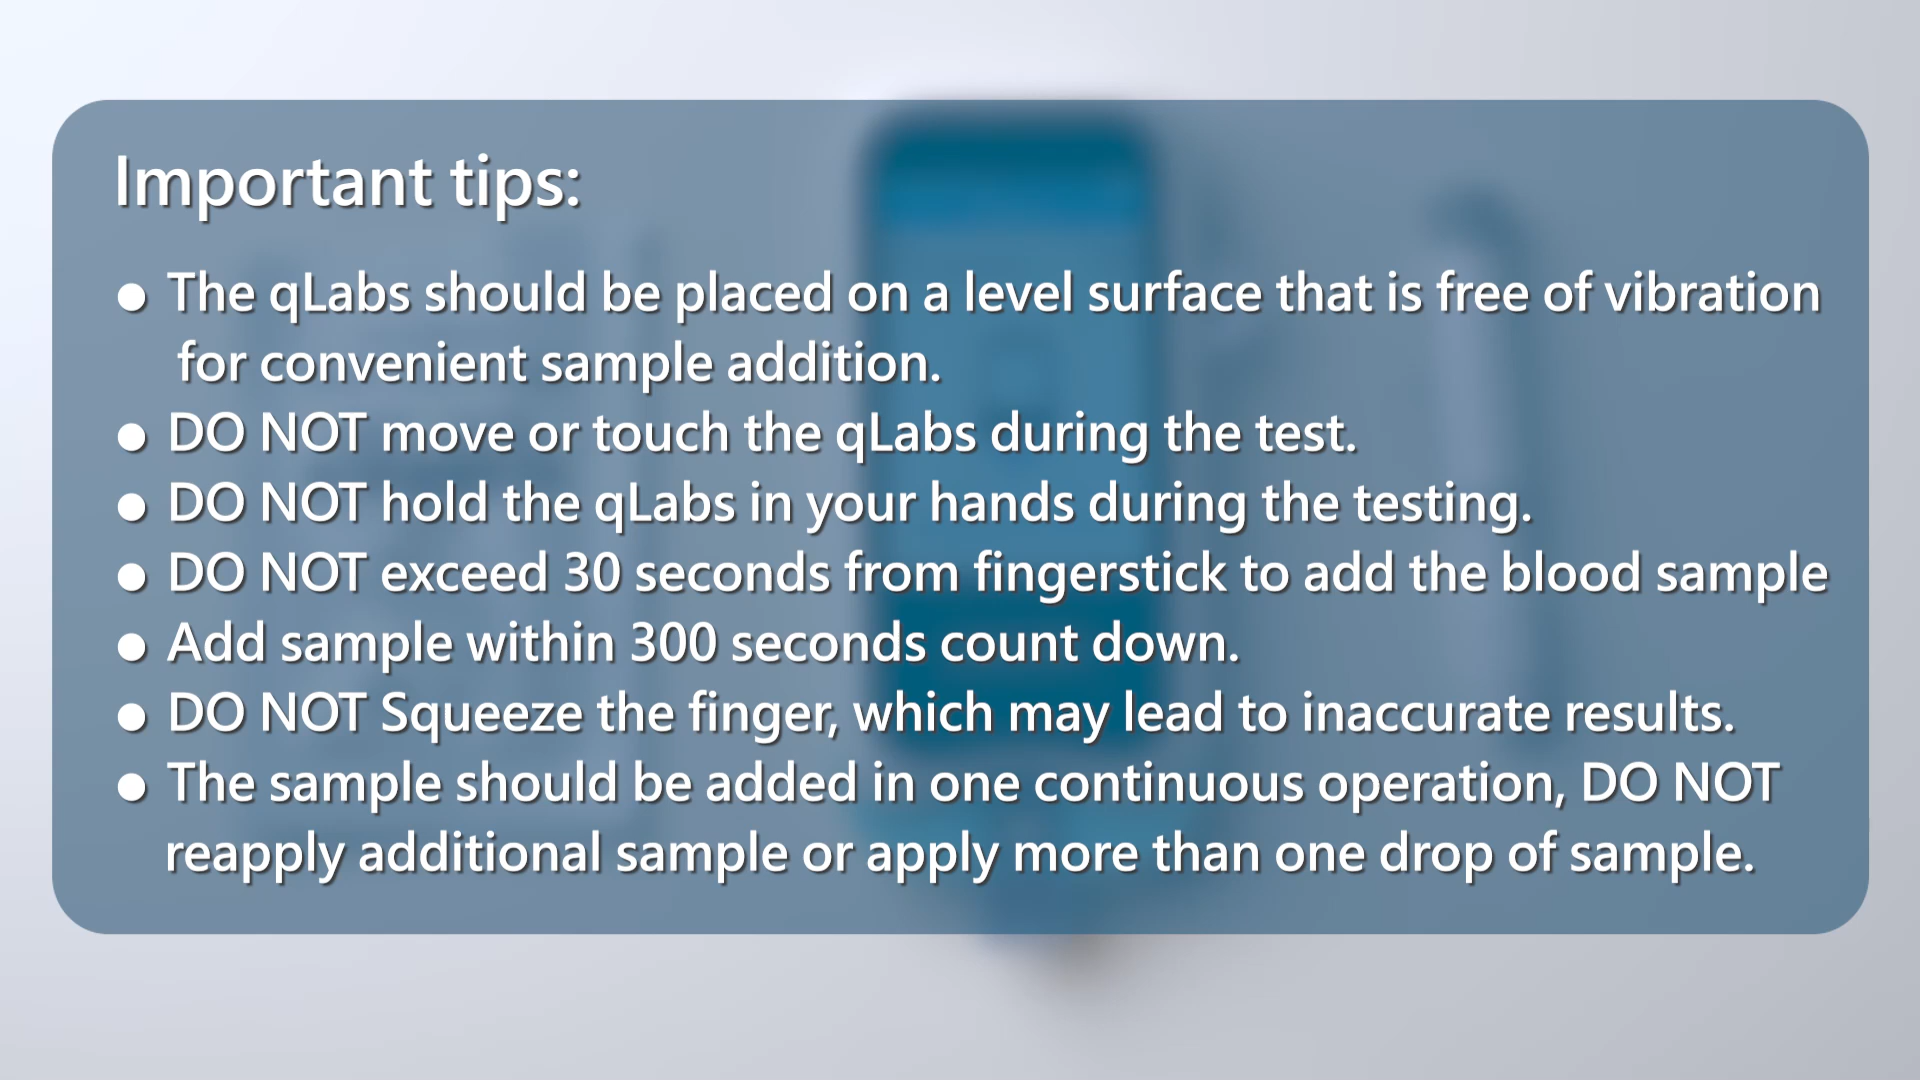 Important tips:
● The qLabs should be placed on a level surface that is free of vibration
for convenient sample addition.
● DO NOT move or touch the qLabs during the test.
● DO NOT hold the qLabs in your hands during the testing.
● DO NOT exceed 30 seconds from fingerstick to add the blood sample
● Add sample within 300 seconds count down.
● DO NOT Squeeze the finger, which may lead to inaccurate results.
● The sample should be added in one continuous operation, DO NOT
reapply additional sample or apply more than one drop of sample.